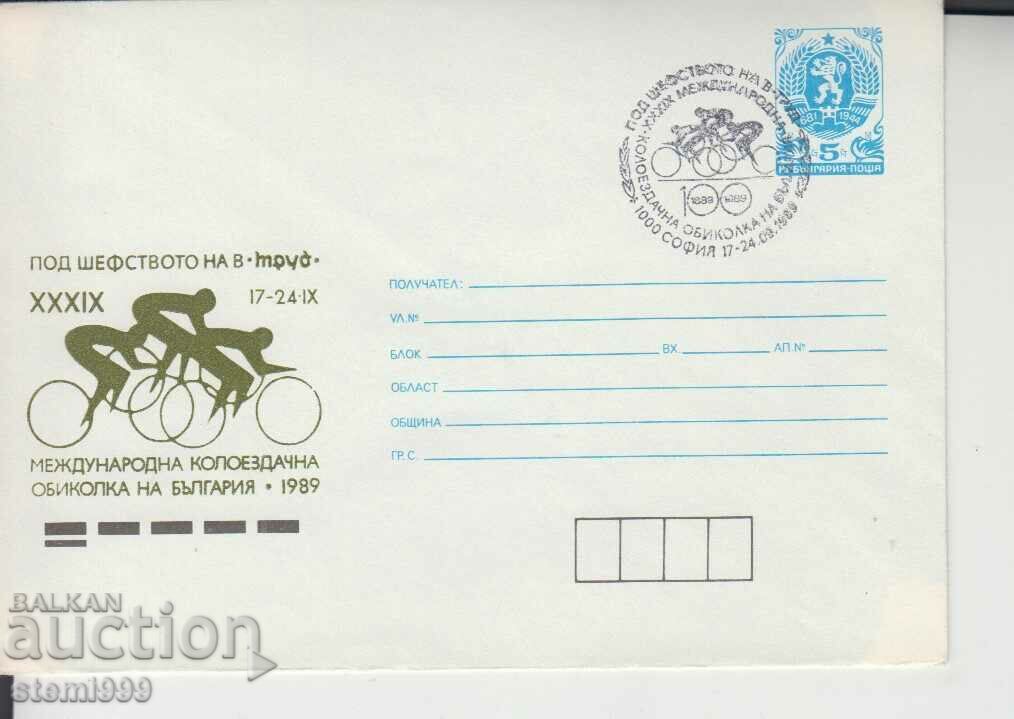 ПОД ШЕФСТВОТО НА В·труд·
XXXIX
17-24·IX
МЕЖДУНАРОДНА КОЛОЕЗДАЧНА
ОБИКОЛКА НА БЪЛГАРИЯ • 1989
ПОД ШЕФСТВОТО НА В-ТРУД
XXXIX МЕЖДУНАРОДНА
КОЛОЕЗДАЧНА ОБИКОЛКА НА
100
1889 1989
* 1000 СОФИЯ 17-24.09.1989
681 1944
5
НР БЪЛГАРИЯ-ПОЩА
ПОЛУЧАТЕЛ:
УЛ.№
БЛОК ВХ. АП.№
ОБЛАСТ
ОБЩИНА
ГР.С.
BALKAN
auction
stemi999